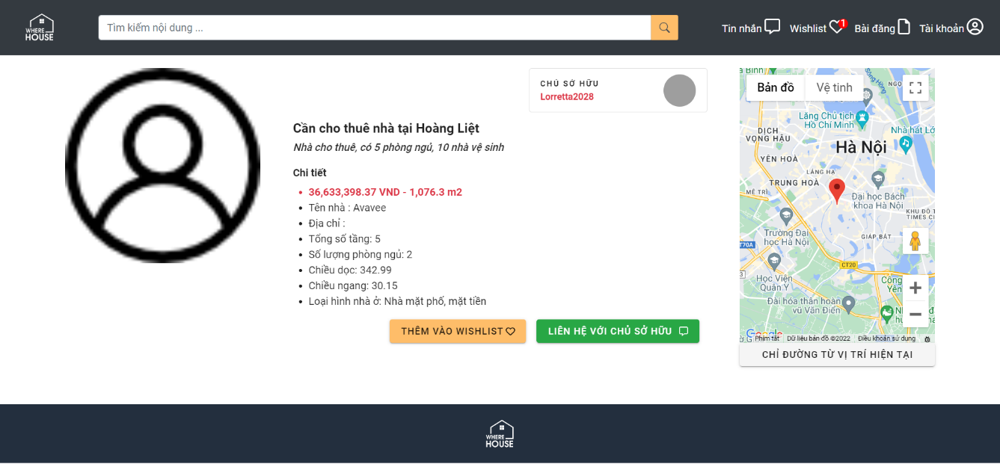 WHERE
HOUSE
Tìm kiếm nội dung ...
Tin nhắn
Wishlist
1
Bài đăng
Tài khoản
CHỦ SỞ HỮU
Lorretta2028
Cần cho thuê nhà tại Hoàng Liệt
Nhà cho thuê, có 5 phòng ngủ, 10 nhà vệ sinh
Chi tiết
36,633,398.37 VND - 1,076.3 m2
Tên nhà : Avavee
Địa chỉ :
Tổng số tầng: 5
Số lượng phòng ngủ: 2
Chiều dọc: 342.99
Chiều ngang: 30.15
Loại hình nhà ở: Nhà mặt phố, mặt tiền
THÊM VÀO WISHLIST
LIÊN HỆ VỚI CHỦ SỞ HỮU
Bản đồ
Vệ tinh
Sông Hồng
Lăng Chủ tịch
Hồ Chí Minh
DỊCH
VỌNG HẬU
Nhà hát Lớ
Hà Nội
YÊN HOÀ
LÁNG HẠ
TRUNG HOÀ
MỄ TRÌ
Đại học Bách
khoa Hà Nội
KHU ĐÔ T
TIMES CI
Trường Đại
học Hà Nội
GIÁP BÁT
QL70A
CT20
3
Học Viện
Quân Y
Công
Yên
Đài hóa thân hoàn
vũ Văn Điển
Google
Phím tắt
Dữ liệu bản đồ ©2022
Điều khoản sử dụng
CHỈ ĐƯỜNG TỪ VỊ TRÍ HIỆN TẠI
WHERE
HOUSE